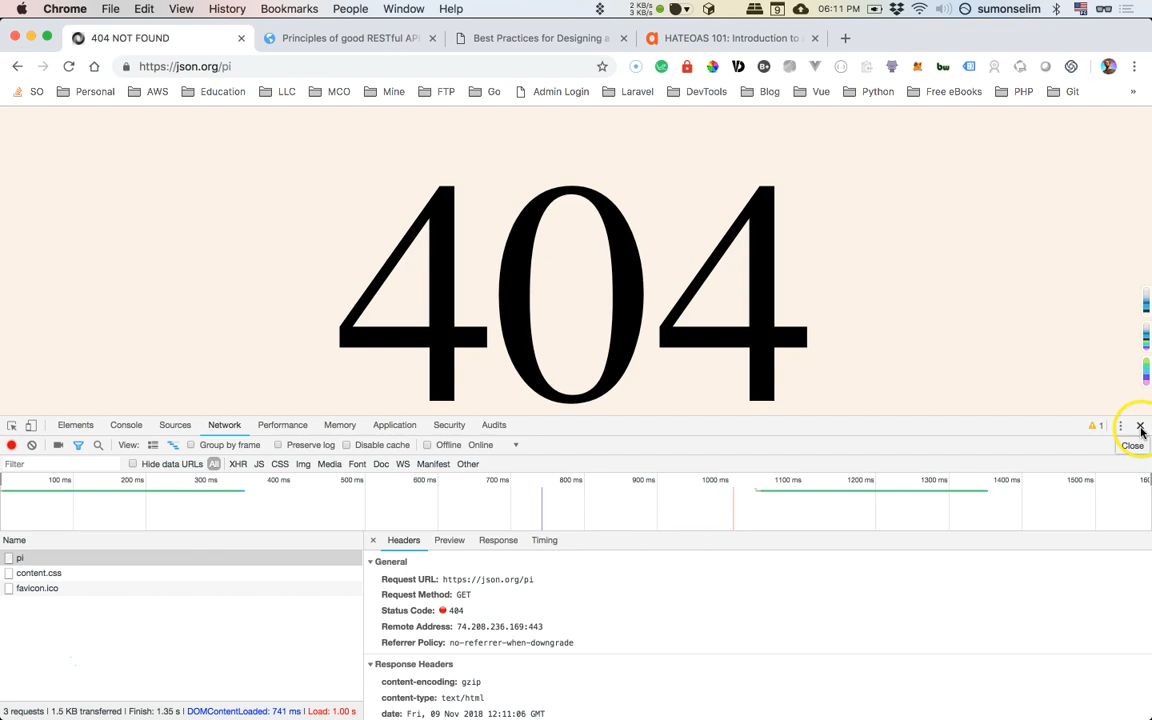 Chrome File Edit View History Bookmarks People Window Help 2 KB/s 3 KB/s 9 06:11 PM sumonselim
404 NOT FOUND Principles of good RESTful AP Best Practices for Designing a HATEOAS 101: Introduction to
https://json.org/pi
SO Personal AWS Education LLC MCO Mine FTP Go Admin Login Laravel DevTools Blog Vue Python Free eBooks PHP Git »
404
Elements Console Sources Network Performance Memory Application Security Audits 1
Close
View: Group by frame Preserve log Disable cache Offline Online
Filter Hide data URLs All XHR JS CSS Img Media Font Doc WS Manifest Other
100 ms 200 ms 300 ms 400 ms 500 ms 600 ms 700 ms 800 ms 900 ms 1000 ms 1100 ms 1200 ms 1300 ms 1400 ms 1500 ms 160
Name Headers Preview Response Timing
pi
content.css
favicon.ico
General
Request URL: https://json.org/pi
Request Method: GET
Status Code: 404
Remote Address: 74.208.236.169:443
Referrer Policy: no-referrer-when-downgrade
Response Headers
content-encoding: gzip
content-type: text/html
date: Fri, 09 Nov 2018 12:11:06 GMT
3 requests | 1.5 KB transferred | Finish: 1.35 s | DOMContentLoaded: 741 ms | Load: 1.00 s